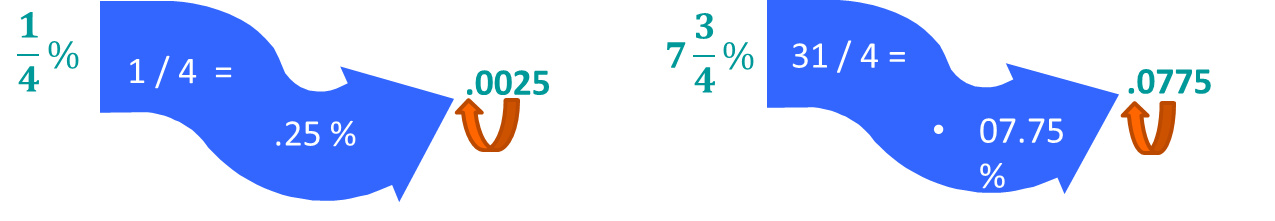 1/4 %
1 / 4 =
.25 %
.0025
7 3/4 %
31 / 4 =
• 07.75
%
.0775